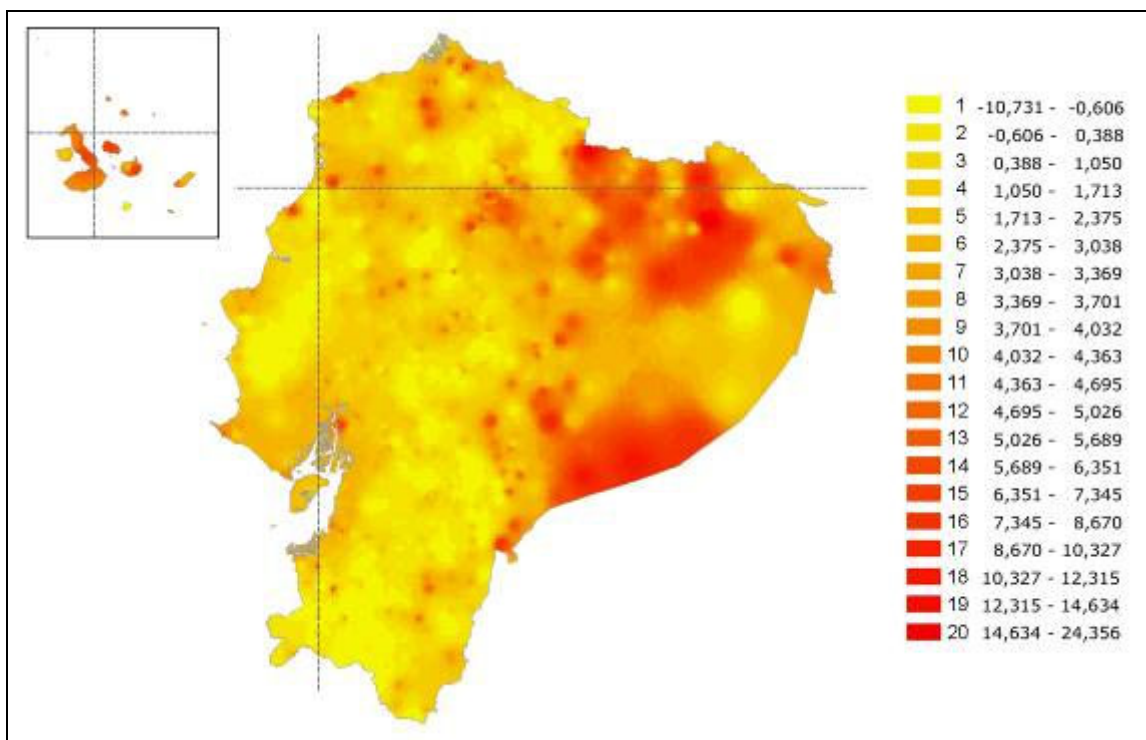 1 -10,731 - -0,606
2 -0,606 - 0,388
3 0,388 - 1,050
4 1,050 - 1,713
5 1,713 - 2,375
6 2,375 - 3,038
7 3,038 - 3,369
8 3,369 - 3,701
9 3,701 - 4,032
10 4,032 - 4,363
11 4,363 - 4,695
12 4,695 - 5,026
13 5,026 - 5,689
14 5,689 - 6,351
15 6,351 - 7,345
16 7,345 - 8,670
17 8,670 - 10,327
18 10,327 - 12,315
19 12,315 - 14,634
20 14,634 - 24,356